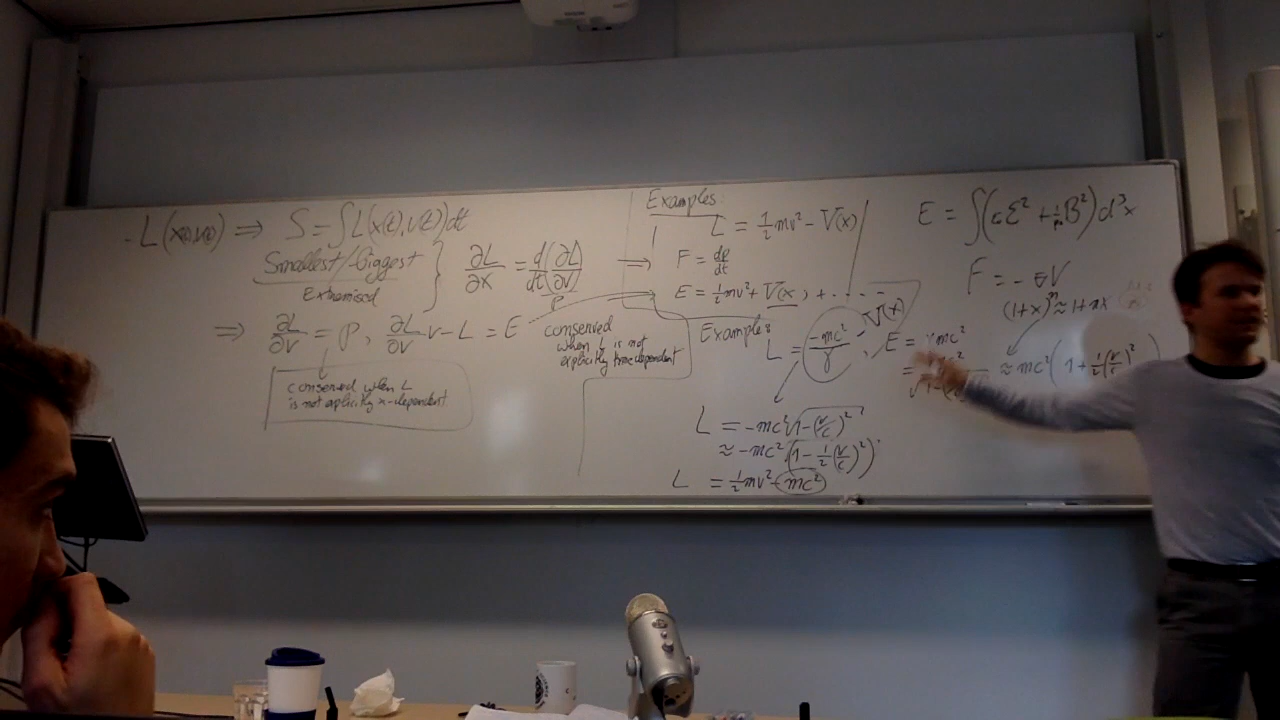 L(x(t),v(t)) ⇒ S = ∫L(x(t),v(t))dt
Smallest/biggest
Extremised
∂L/∂x = d/dt(∂L/∂v)
P
⇒ ∂L/∂v = P, ∂L/∂v v - L = E
conserved
when L is not
explicitly time dependent
conserved when L
is not explicitly x-dependent
Examples:
L = ½mv² - V(x)
⇒ F = dp/dt
E = ½mv² + V(x) + ....
Example:
L = -mc²/γ, V(x)
E = γmc²
≈ mc²(1+½(v/c)²)
L = -mc²√1-(v/c)²
≈ -mc²(1-½(v/c)²)
L = ½mv² - mc²
E = ∫(εE² + 1/μ B²)d³x
F = - ∇V
(1+x)ⁿ ≈ 1+nx